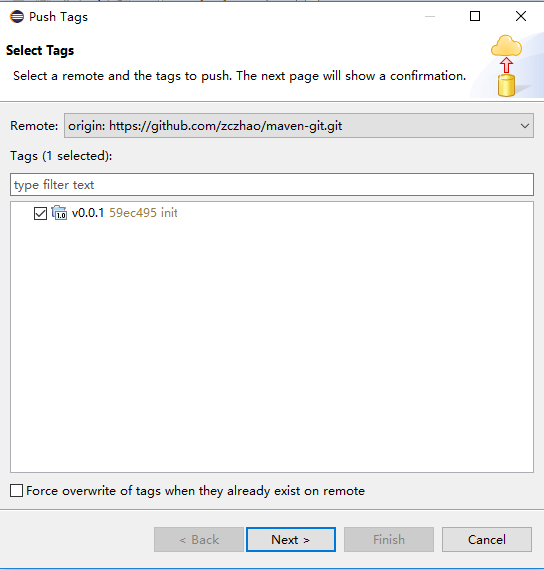 Push Tags
Select Tags
Select a remote and the tags to push. The next page will show a confirmation.
Remote: origin: https://github.com/zczhao/maven-git.git
Tags (1 selected):
type filter text
1.0 v0.0.1 59ec495 init
Force overwrite of tags when they already exist on remote
< Back Next > Finish Cancel